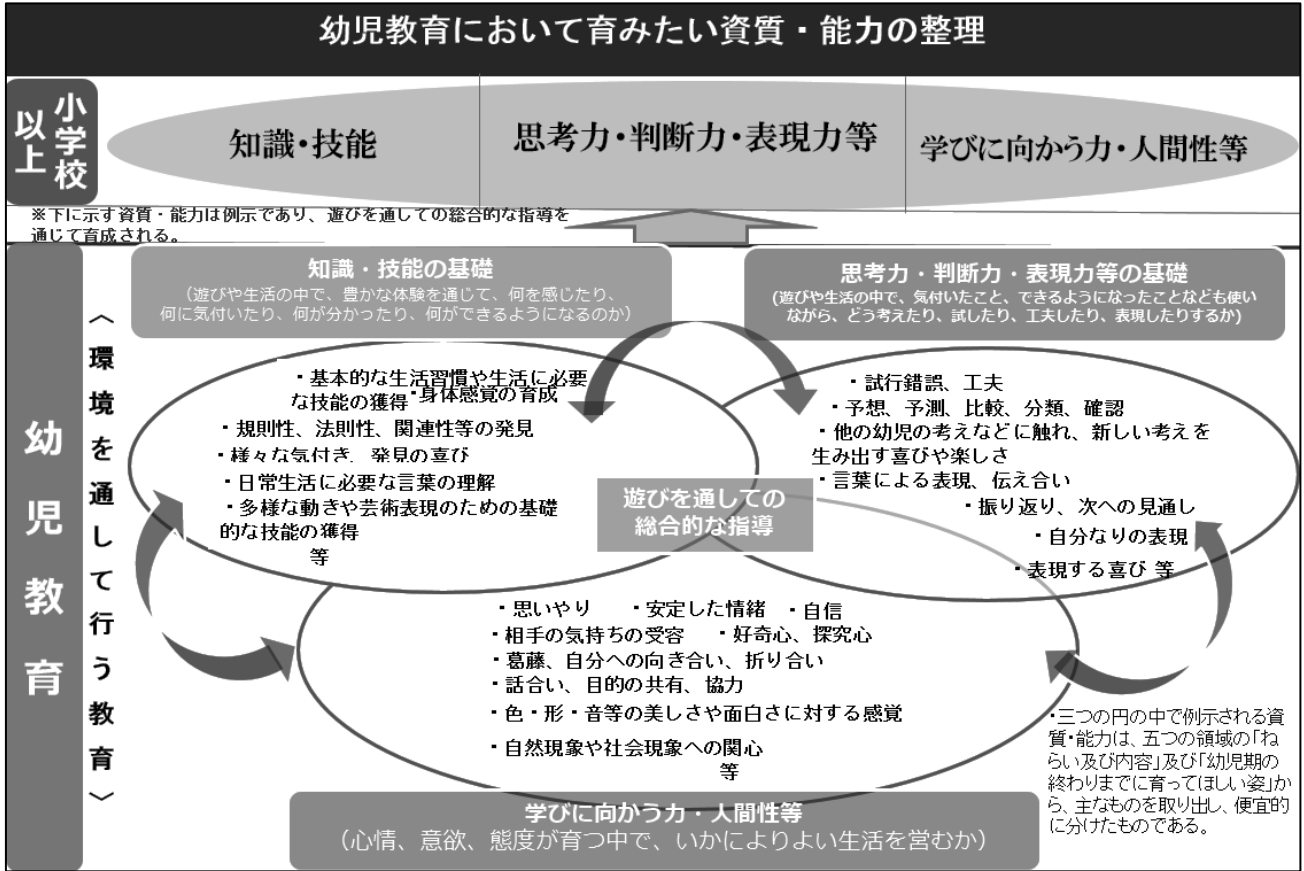 幼児教育において育みたい資質・能力の整理
小学校
以上
知識・技能
思考力・判断力・表現力等
学びに向かう力・人間性等
※下に示す資質・能力は例示であり、遊びを通しての総合的な指導を
通じて育成される。
幼児教育
〈環境を通して行う教育〉
知識・技能の基礎
(遊びや生活の中で、豊かな体験を通じて、何を感じたり、
何に気付いたり、何が分かったり、何ができるようになるのか)
思考力・判断力・表現力等の基礎
(遊びや生活の中で、気付いたこと、できるようになったことなども使い
ながら、どう考えたり、試したり、工夫したり、表現したりするか)
・基本的な生活習慣や生活に必要
な技能の獲得 ・身体感覚の育成
・規則性、法則性、関連性等の発見
・様々な気付き、発見の喜び
・日常生活に必要な言葉の理解
・多様な動きや芸術表現のための基礎
的な技能の獲得
等
・試行錯誤、工夫
・予想、予測、比較、分類、確認
・他の幼児の考えなどに触れ、新しい考えを
生み出す喜びや楽しさ
・言葉による表現、伝え合い
・振り返り、次への見通し
・自分なりの表現
・表現する喜び 等
遊びを通しての
総合的な指導
・思いやり ・安定した情緒 ・自信
・相手の気持ちの受容 ・好奇心、探究心
・葛藤、自分への向き合い、折り合い
・話合い、目的の共有、協力
・色・形・音等の美しさや面白さに対する感覚
・自然現象や社会現象への関心
等
学びに向かう力・人間性等
(心情、意欲、態度が育つ中で、いかによりよい生活を営むか)
・三つの円の中で例示される資
質・能力は、五つの領域の「ね
らい及び内容」及び「幼児期の
終わりまでに育ってほしい姿」か
ら、主なものを取り出し、便宜的
に分けたものである。